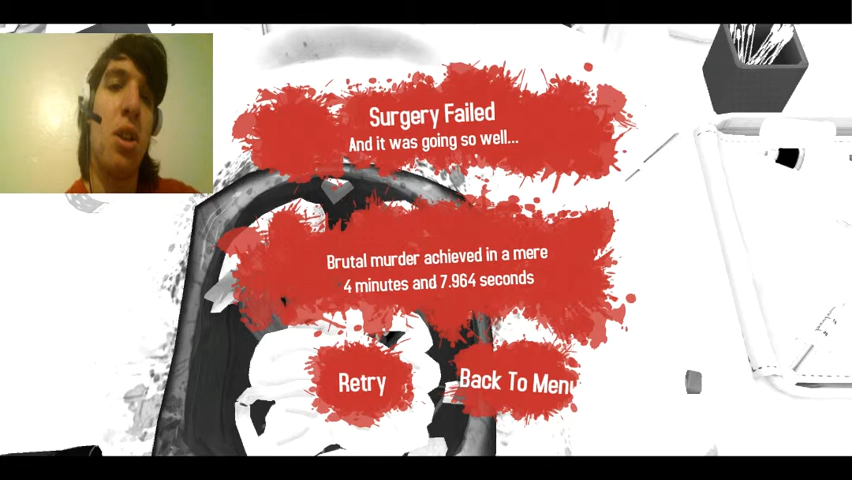 Surgery Failed
And it was going so well...
Brutal murder achieved in a mere
4 minutes and 7.964 seconds
Retry
Back To Menu